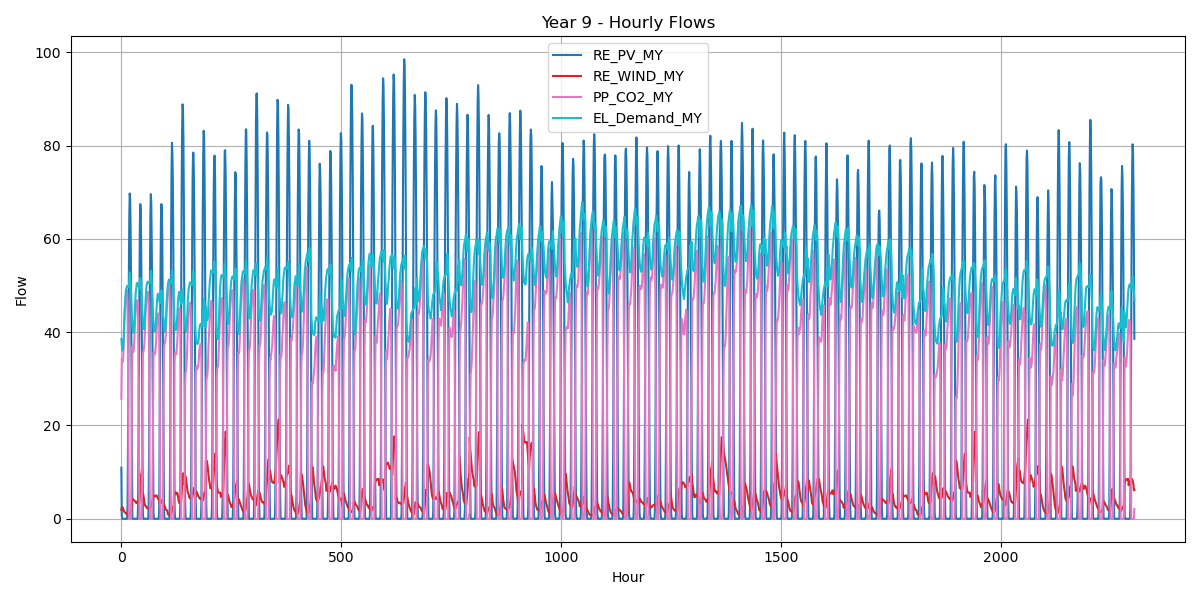 Year 9 - Hourly Flows
RE_PV_MY
RE_WIND_MY
PP_CO2_MY
EL_Demand_MY
Flow
100
80
60
40
20
0
0 500 1000 1500 2000
Hour